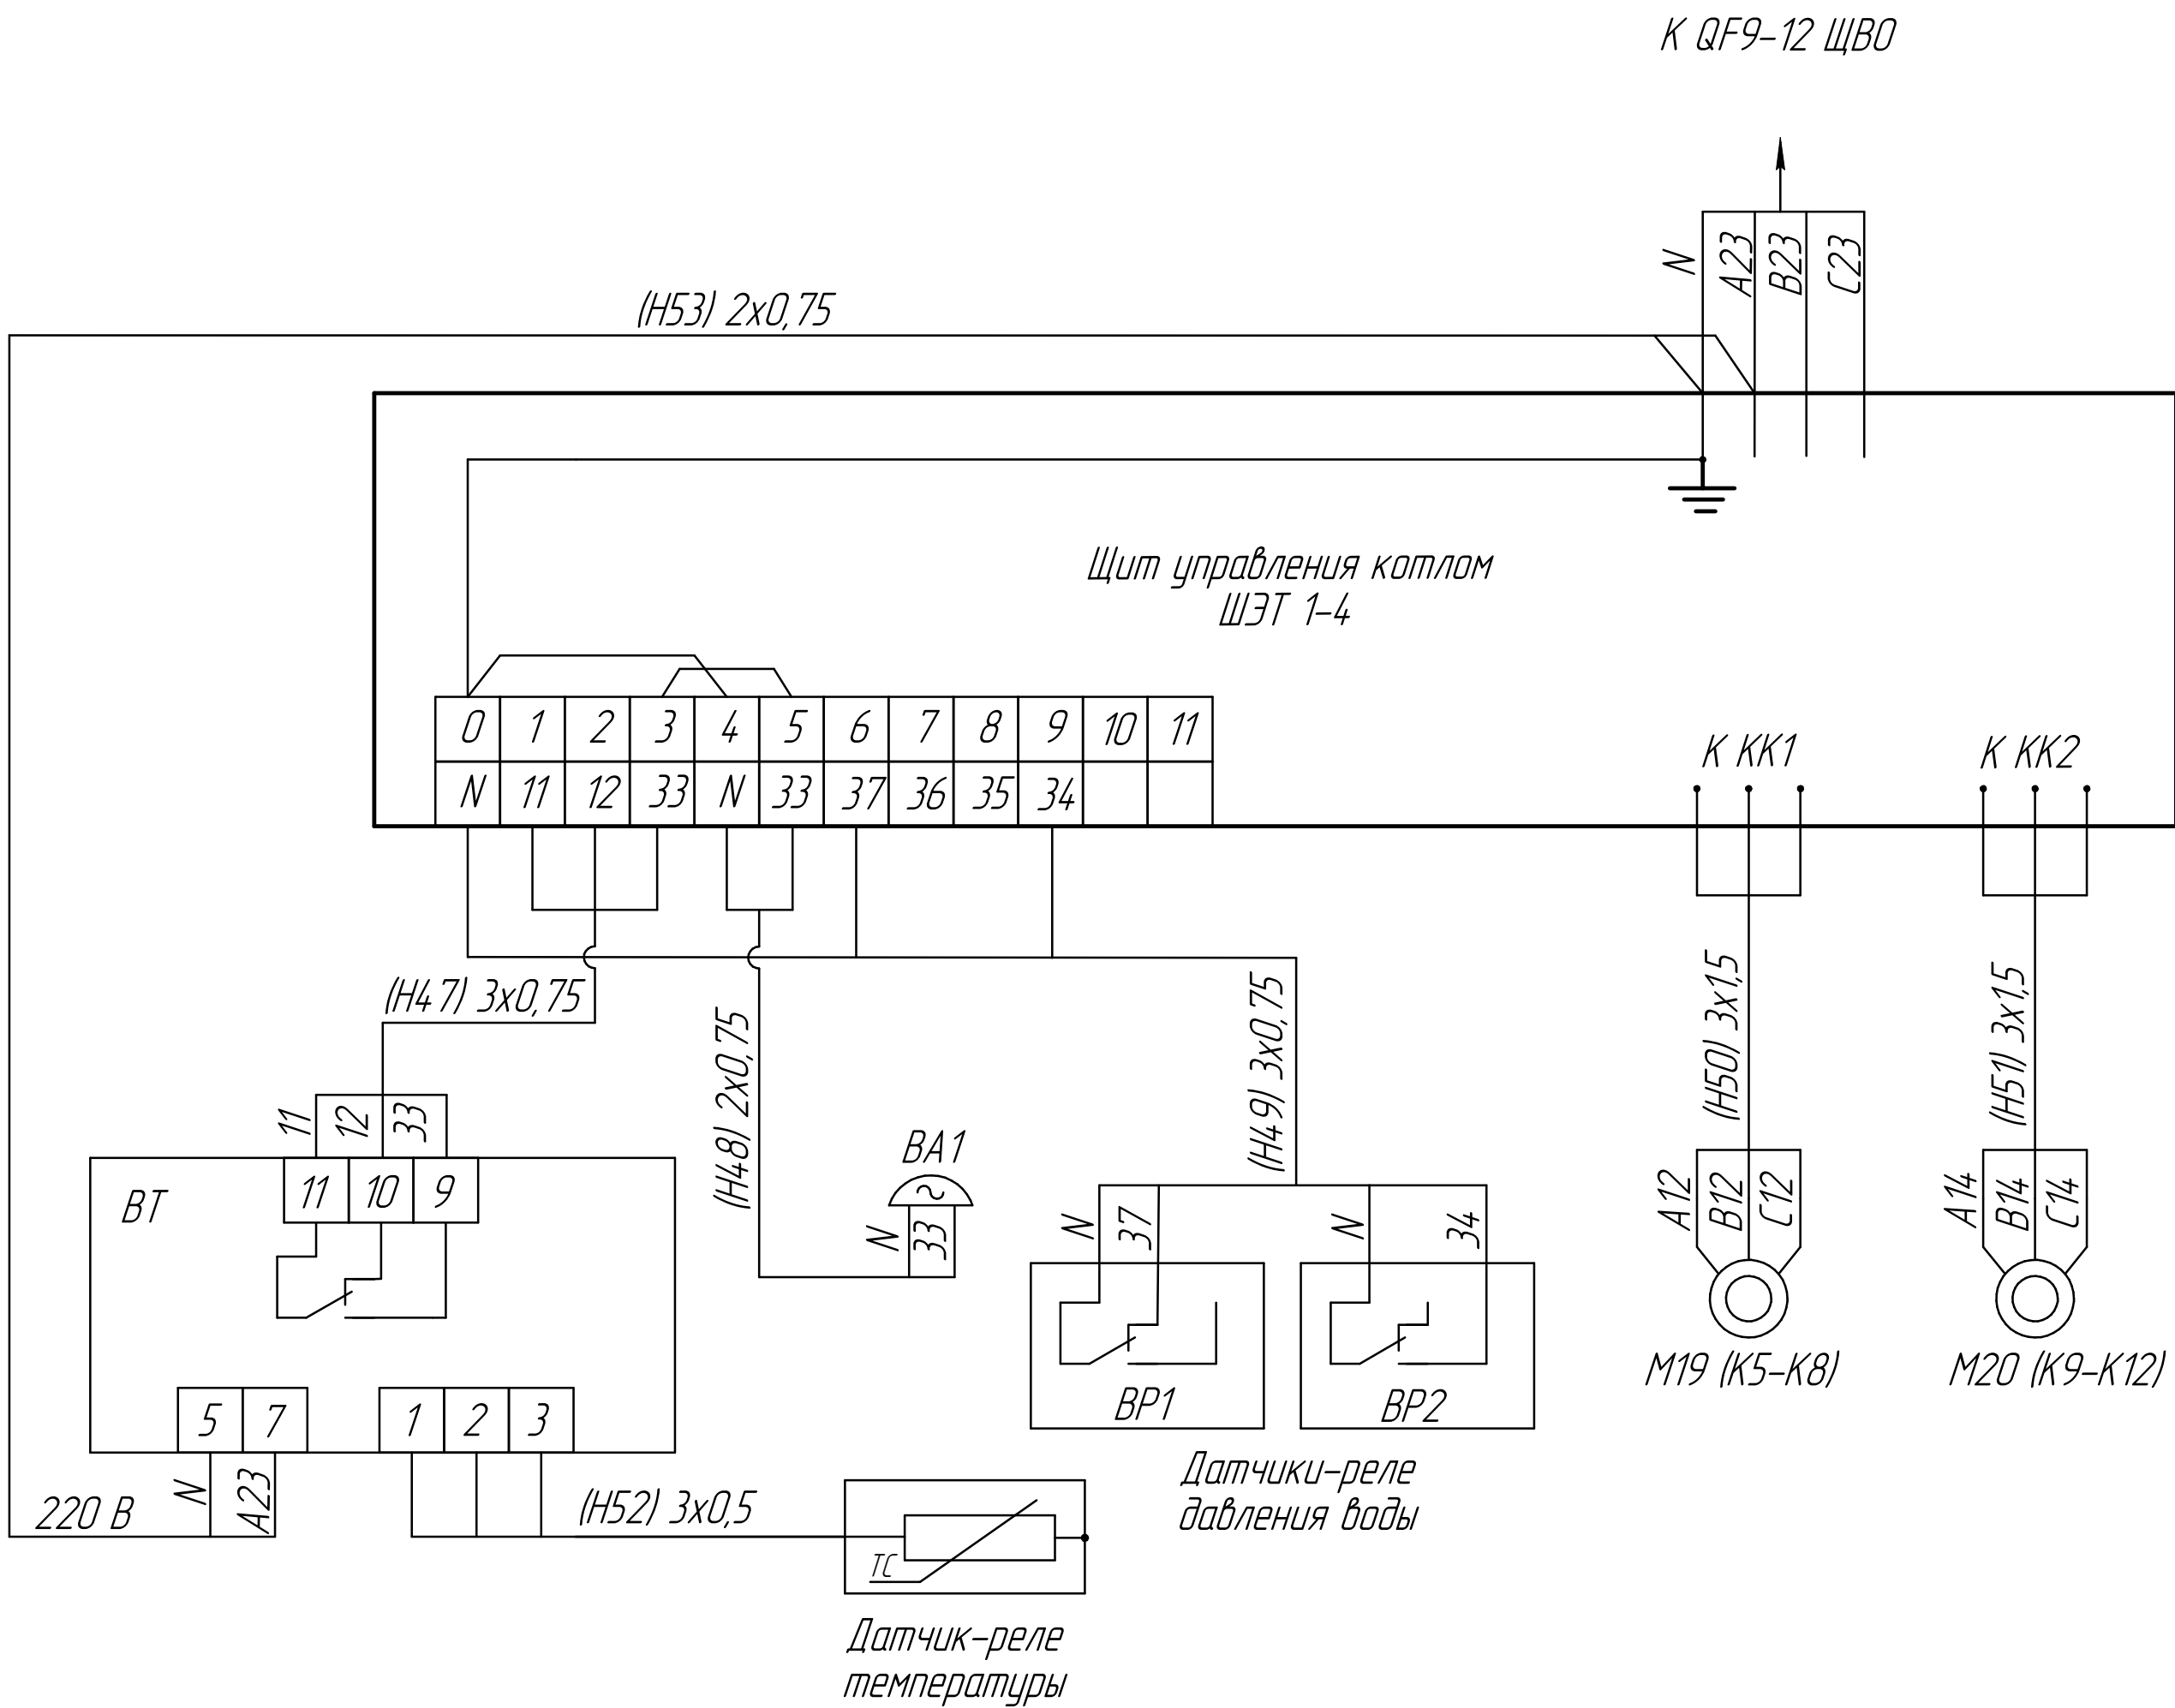 К QF9-12 ЩВО
N
A23
B23
C23
(Н53) 2х0,75
Щит управления котлом
ШЭТ 1-4
0 1 2 3 4 5 6 7 8 9 10 11
N 11 12 33 N 33 37 36 35 34
К КК1
К КК2
(Н47) 3х0,75
(Н48) 2х0,75
(Н49) 3х0,75
(Н50) 3х1,5
(Н51) 3х1,5
11
12
33
ВТ
11 10 9
ВА1
N
33
N
37
N
34
A12
B12
C12
A14
B14
C14
5 7
1 2 3
ВР1
ВР2
М19 (К5-К8)
М20 (К9-К12)
Датчики-реле
давления воды
220 В
N
A23
(Н52) 3х0,5
ТС
Датчик-реле
температуры